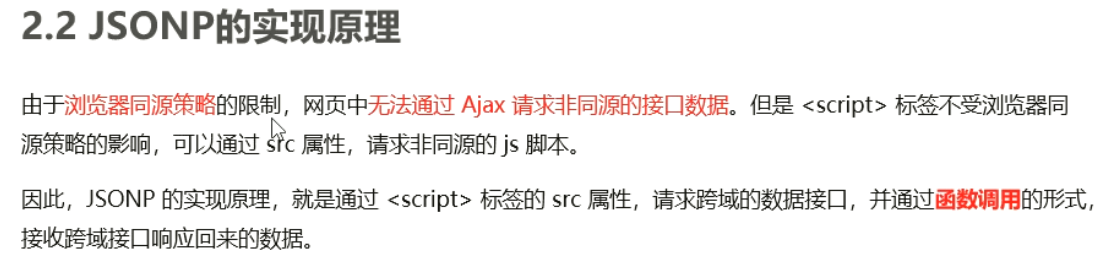 2.2 JSONP的实现原理
由于浏览器同源策略的限制，网页中无法通过 Ajax 请求非同源的接口数据。但是 <script> 标签不受浏览器同
源策略的影响，可以通过 src 属性，请求非同源的 js 脚本。
因此，JSONP 的实现原理，就是通过 <script> 标签的 src 属性，请求跨域的数据接口，并通过函数调用的形式，
接收跨域接口响应回来的数据。